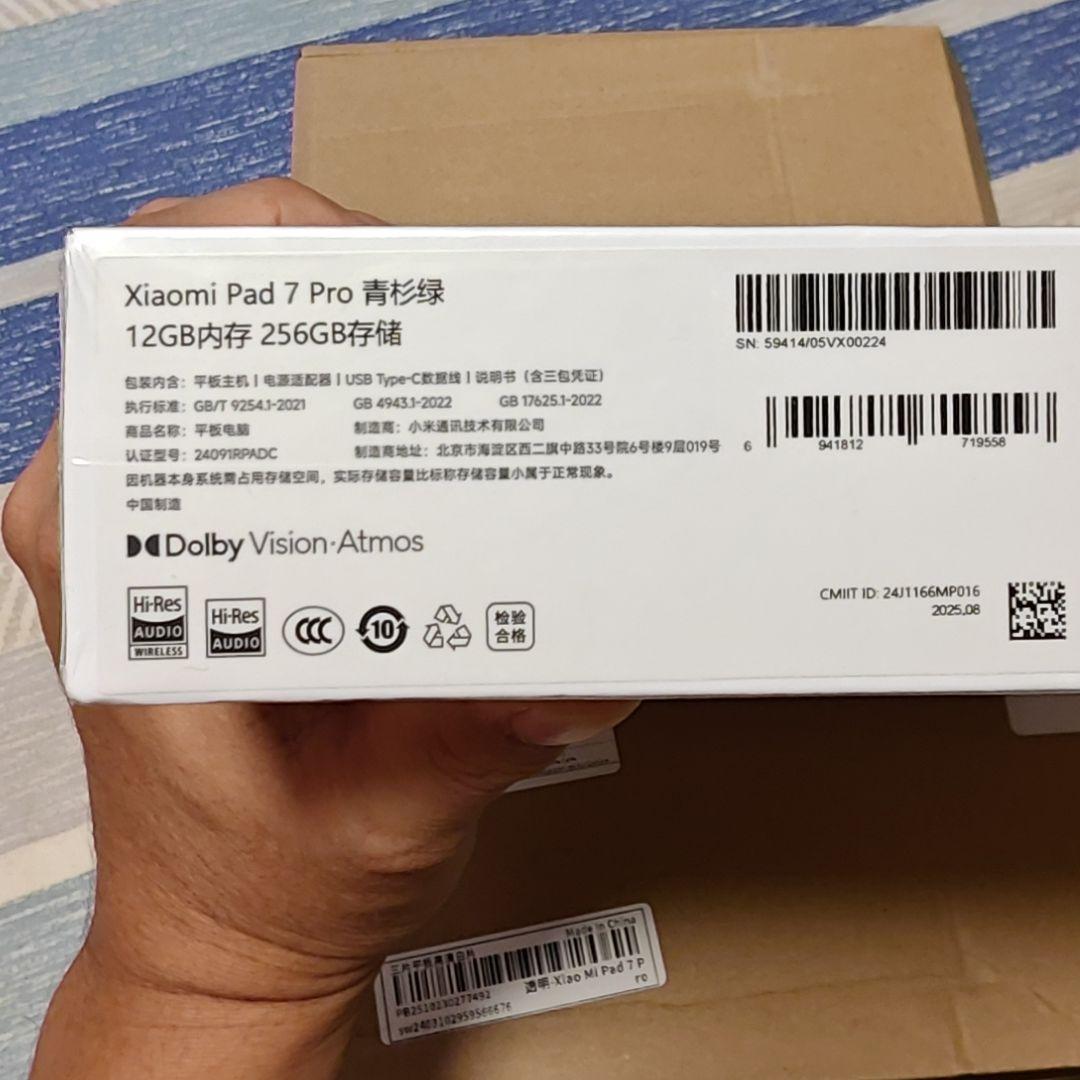 Xiaomi Pad 7 Pro 青杉绿
12GB内存 256GB存储
包装内含：平板主机 | 电源适配器 | USB Type-C数据线 | 说明书（含三包凭证）
执行标准：GB/T 9254.1-2021 GB 4943.1-2022 GB 17625.1-2022
商品名称：平板电脑 制造商：小米通讯技术有限公司
认证型号：24091RPADC 制造商地址：北京市海淀区西二旗中路33号院6号楼9层019号
因机器本身系统需占用存储空间，实际存储容量比标称存储容量小属于正常现象。
中国制造
Dolby Vision·Atmos
Hi-Res
AUDIO
WIRELESS
Hi-Res
AUDIO
CCC
10
检验
合格
SN: 59414/05VX00224
6 941812 719558
CMIIT ID: 24J1166MP016
2025.08
Made in China
透明·Xiao Mi Pad 7 P
ro
PB2510230277492
sw2403102959566676